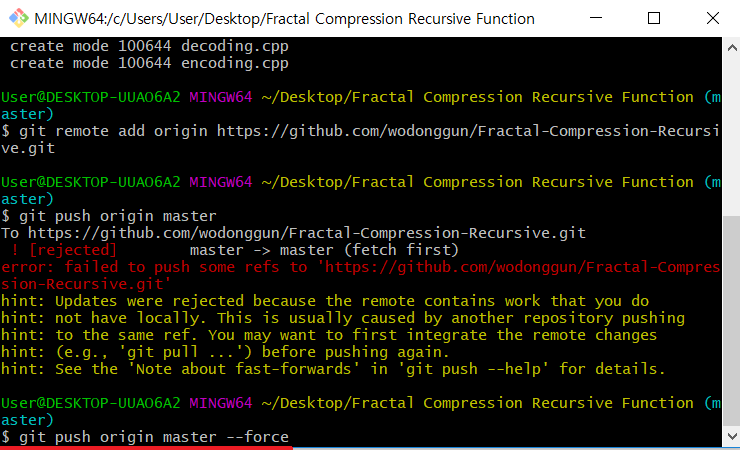 MINGW64:/c/Users/User/Desktop/Fractal Compression Recursive Function
create mode 100644 decoding.cpp
create mode 100644 encoding.cpp
User@DESKTOP-UUAO6A2 MINGW64 ~/Desktop/Fractal Compression Recursive Function (m
aster)
$ git remote add origin https://github.com/wodonggun/Fractal-Compression-Recursi
ve.git
User@DESKTOP-UUAO6A2 MINGW64 ~/Desktop/Fractal Compression Recursive Function (m
aster)
$ git push origin master
To https://github.com/wodonggun/Fractal-Compression-Recursive.git
! [rejected]        master -> master (fetch first)
error: failed to push some refs to 'https://github.com/wodonggun/Fractal-Compres
sion-Recursive.git'
hint: Updates were rejected because the remote contains work that you do
hint: not have locally. This is usually caused by another repository pushing
hint: to the same ref. You may want to first integrate the remote changes
hint: (e.g., 'git pull ...') before pushing again.
hint: See the 'Note about fast-forwards' in 'git push --help' for details.
User@DESKTOP-UUAO6A2 MINGW64 ~/Desktop/Fractal Compression Recursive Function (m
aster)
$ git push origin master --force